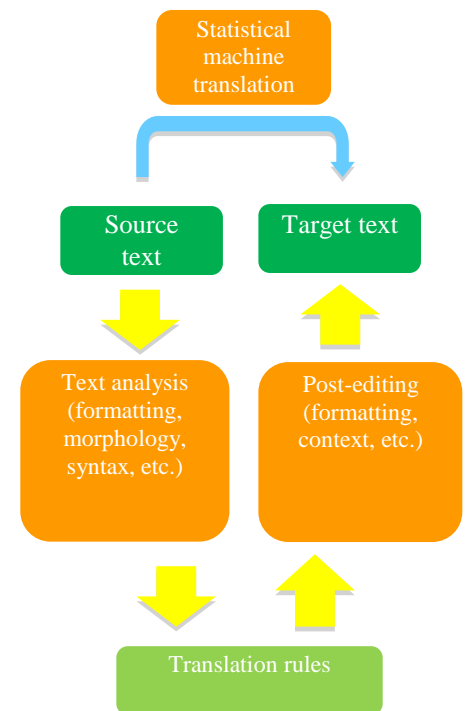 Statistical
machine
translation
Source
text
Target text
Text analysis
(formatting,
morphology,
syntax, etc.)
Post-editing
(formatting,
context, etc.)
Translation rules